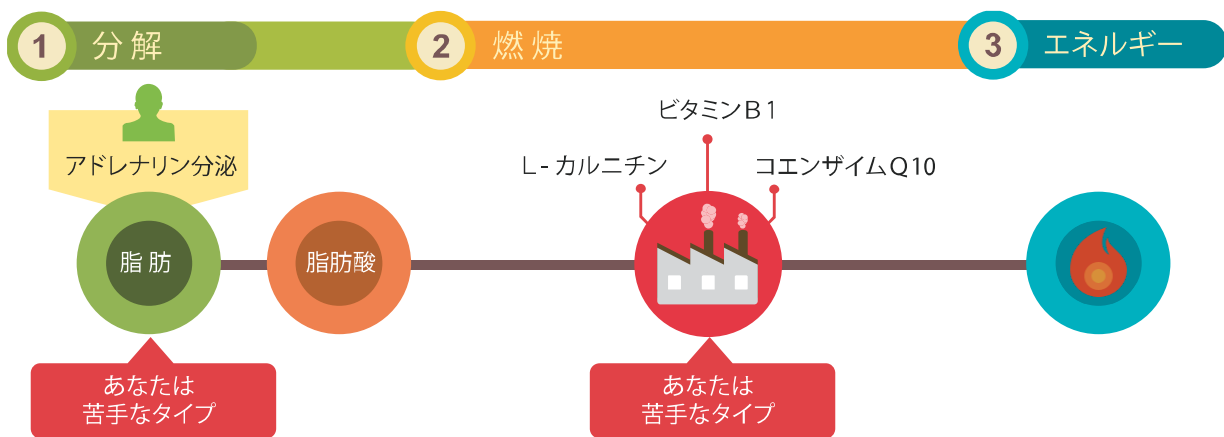 1 分解
2 燃焼
3 エネルギー
アドレナリン分泌
ビタミンB1
L-カルニチン
コエンザイムQ10
脂肪
脂肪酸
あなたは
苦手なタイプ
あなたは
苦手なタイプ